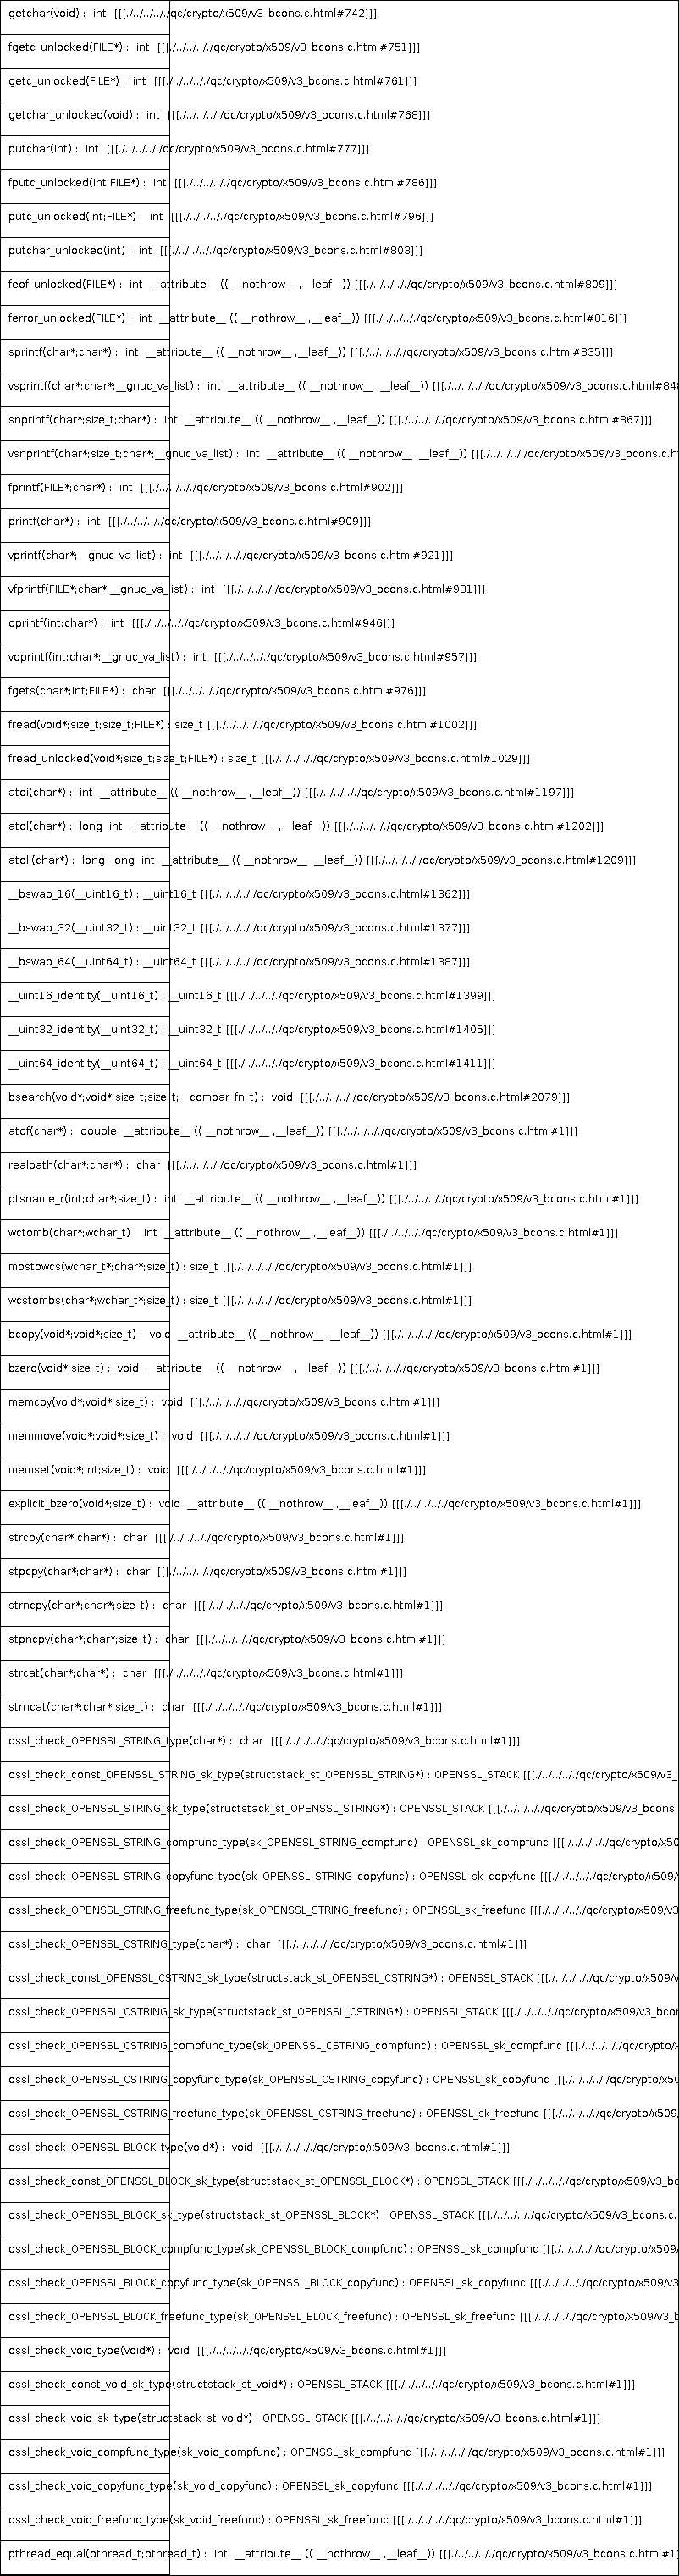 getchar(void) :  int  [[[./../../././qc/crypto/x509/v3_bcons.c.html#742]]]
fgetc_unlocked(FILE*) :  int  [[[./../../././qc/crypto/x509/v3_bcons.c.html#751]]]
getc_unlocked(FILE*) :  int  [[[./../../././qc/crypto/x509/v3_bcons.c.html#761]]]
getchar_unlocked(void) :  int  [[[./../../././qc/crypto/x509/v3_bcons.c.html#768]]]
putchar(int) :  int  [[[./../../././qc/crypto/x509/v3_bcons.c.html#777]]]
fputc_unlocked(int;FILE*) :  int  [[[./../../././qc/crypto/x509/v3_bcons.c.html#786]]]
putc_unlocked(int;FILE*) :  int  [[[./../../././qc/crypto/x509/v3_bcons.c.html#796]]]
putchar_unlocked(int) :  int  [[[./../../././qc/crypto/x509/v3_bcons.c.html#803]]]
feof_unlocked(FILE*) :  int  __attribute__ (( __nothrow__ ,__leaf__)) [[[./../../././qc/crypto/x509/v3_bcons.c.html#809]]]
ferror_unlocked(FILE*) :  int  __attribute__ (( __nothrow__ ,__leaf__)) [[[./../../././qc/crypto/x509/v3_bcons.c.html#816]]]
sprintf(char*;char*) :  int  __attribute__ (( __nothrow__ ,__leaf__)) [[[./../../././qc/crypto/x509/v3_bcons.c.html#835]]]
vsprintf(char*;char*;__gnuc_va_list) :  int  __attribute__ (( __nothrow__ ,__leaf__)) [[[./../../././qc/crypto/x509/v3_bcons.c.html#848
snprintf(char*;size_t;char*) :  int  __attribute__ (( __nothrow__ ,__leaf__)) [[[./../../././qc/crypto/x509/v3_bcons.c.html#867]]]
vsnprintf(char*;size_t;char*;__gnuc_va_list) :  int  __attribute__ (( __nothrow__ ,__leaf__)) [[[./../../././qc/crypto/x509/v3_bcons.c.h
fprintf(FILE*;char*) :  int  [[[./../../././qc/crypto/x509/v3_bcons.c.html#902]]]
printf(char*) :  int  [[[./../../././qc/crypto/x509/v3_bcons.c.html#909]]]
vprintf(char*;__gnuc_va_list) :  int  [[[./../../././qc/crypto/x509/v3_bcons.c.html#921]]]
vfprintf(FILE*;char*;__gnuc_va_list) :  int  [[[./../../././qc/crypto/x509/v3_bcons.c.html#931]]]
dprintf(int;char*) :  int  [[[./../../././qc/crypto/x509/v3_bcons.c.html#946]]]
vdprintf(int;char*;__gnuc_va_list) :  int  [[[./../../././qc/crypto/x509/v3_bcons.c.html#957]]]
fgets(char*;int;FILE*) :  char  [[[./../../././qc/crypto/x509/v3_bcons.c.html#976]]]
fread(void*;size_t;size_t;FILE*) : size_t [[[./../../././qc/crypto/x509/v3_bcons.c.html#1002]]]
fread_unlocked(void*;size_t;size_t;FILE*) : size_t [[[./../../././qc/crypto/x509/v3_bcons.c.html#1029]]]
atoi(char*) :  int  __attribute__ (( __nothrow__ ,__leaf__)) [[[./../../././qc/crypto/x509/v3_bcons.c.html#1197]]]
atol(char*) :  long  int  __attribute__ (( __nothrow__ ,__leaf__)) [[[./../../././qc/crypto/x509/v3_bcons.c.html#1202]]]
atoll(char*) :  long  long  int  __attribute__ (( __nothrow__ ,__leaf__)) [[[./../../././qc/crypto/x509/v3_bcons.c.html#1209]]]
__bswap_16(__uint16_t) : __uint16_t [[[./../../././qc/crypto/x509/v3_bcons.c.html#1362]]]
__bswap_32(__uint32_t) : __uint32_t [[[./../../././qc/crypto/x509/v3_bcons.c.html#1377]]]
__bswap_64(__uint64_t) : __uint64_t [[[./../../././qc/crypto/x509/v3_bcons.c.html#1387]]]
__uint16_identity(__uint16_t) : __uint16_t [[[./../../././qc/crypto/x509/v3_bcons.c.html#1399]]]
__uint32_identity(__uint32_t) : __uint32_t [[[./../../././qc/crypto/x509/v3_bcons.c.html#1405]]]
__uint64_identity(__uint64_t) : __uint64_t [[[./../../././qc/crypto/x509/v3_bcons.c.html#1411]]]
bsearch(void*;void*;size_t;size_t;__compar_fn_t) :  void  [[[./../../././qc/crypto/x509/v3_bcons.c.html#2079]]]
atof(char*) :  double  __attribute__ (( __nothrow__ ,__leaf__)) [[[./../../././qc/crypto/x509/v3_bcons.c.html#1]]]
realpath(char*;char*) :  char  [[[./../../././qc/crypto/x509/v3_bcons.c.html#1]]]
ptsname_r(int;char*;size_t) :  int  __attribute__ (( __nothrow__ ,__leaf__)) [[[./../../././qc/crypto/x509/v3_bcons.c.html#1]]]
wctomb(char*;wchar_t) :  int  __attribute__ (( __nothrow__ ,__leaf__)) [[[./../../././qc/crypto/x509/v3_bcons.c.html#1]]]
mbstowcs(wchar_t*;char*;size_t) : size_t [[[./../../././qc/crypto/x509/v3_bcons.c.html#1]]]
wcstombs(char*;wchar_t*;size_t) : size_t [[[./../../././qc/crypto/x509/v3_bcons.c.html#1]]]
bcopy(void*;void*;size_t) :  void  __attribute__ (( __nothrow__ ,__leaf__)) [[[./../../././qc/crypto/x509/v3_bcons.c.html#1]]]
bzero(void*;size_t) :  void  __attribute__ (( __nothrow__ ,__leaf__)) [[[./../../././qc/crypto/x509/v3_bcons.c.html#1]]]
memcpy(void*;void*;size_t) :  void  [[[./../../././qc/crypto/x509/v3_bcons.c.html#1]]]
memmove(void*;void*;size_t) :  void  [[[./../../././qc/crypto/x509/v3_bcons.c.html#1]]]
memset(void*;int;size_t) :  void  [[[./../../././qc/crypto/x509/v3_bcons.c.html#1]]]
explicit_bzero(void*;size_t) :  void  __attribute__ (( __nothrow__ ,__leaf__)) [[[./../../././qc/crypto/x509/v3_bcons.c.html#1]]]
strcpy(char*;char*) :  char  [[[./../../././qc/crypto/x509/v3_bcons.c.html#1]]]
stpcpy(char*;char*) :  char  [[[./../../././qc/crypto/x509/v3_bcons.c.html#1]]]
strncpy(char*;char*;size_t) :  char  [[[./../../././qc/crypto/x509/v3_bcons.c.html#1]]]
stpncpy(char*;char*;size_t) :  char  [[[./../../././qc/crypto/x509/v3_bcons.c.html#1]]]
strcat(char*;char*) :  char  [[[./../../././qc/crypto/x509/v3_bcons.c.html#1]]]
strncat(char*;char*;size_t) :  char  [[[./../../././qc/crypto/x509/v3_bcons.c.html#1]]]
ossl_check_OPENSSL_STRING_type(char*) :  char  [[[./../../././qc/crypto/x509/v3_bcons.c.html#1]]]
ossl_check_const_OPENSSL_STRING_sk_type(structstack_st_OPENSSL_STRING*) : OPENSSL_STACK [[[./../../././qc/crypto/x509/v3_
ossl_check_OPENSSL_STRING_sk_type(structstack_st_OPENSSL_STRING*) : OPENSSL_STACK [[[./../../././qc/crypto/x509/v3_bcons.
ossl_check_OPENSSL_STRING_compfunc_type(sk_OPENSSL_STRING_compfunc) : OPENSSL_sk_compfunc [[[./../../././qc/crypto/x50
ossl_check_OPENSSL_STRING_copyfunc_type(sk_OPENSSL_STRING_copyfunc) : OPENSSL_sk_copyfunc [[[./../../././qc/crypto/x509/
ossl_check_OPENSSL_STRING_freefunc_type(sk_OPENSSL_STRING_freefunc) : OPENSSL_sk_freefunc [[[./../../././qc/crypto/x509/v3
ossl_check_OPENSSL_CSTRING_type(char*) :  char  [[[./../../././qc/crypto/x509/v3_bcons.c.html#1]]]
ossl_check_const_OPENSSL_CSTRING_sk_type(structstack_st_OPENSSL_CSTRING*) : OPENSSL_STACK [[[./../../././qc/crypto/x509/v
ossl_check_OPENSSL_CSTRING_sk_type(structstack_st_OPENSSL_CSTRING*) : OPENSSL_STACK [[[./../../././qc/crypto/x509/v3_bcon
ossl_check_OPENSSL_CSTRING_compfunc_type(sk_OPENSSL_CSTRING_compfunc) : OPENSSL_sk_compfunc [[[./../../././qc/crypto/x
ossl_check_OPENSSL_CSTRING_copyfunc_type(sk_OPENSSL_CSTRING_copyfunc) : OPENSSL_sk_copyfunc [[[./../../././qc/crypto/x50
ossl_check_OPENSSL_CSTRING_freefunc_type(sk_OPENSSL_CSTRING_freefunc) : OPENSSL_sk_freefunc [[[./../../././qc/crypto/x509/
ossl_check_OPENSSL_BLOCK_type(void*) :  void  [[[./../../././qc/crypto/x509/v3_bcons.c.html#1]]]
ossl_check_const_OPENSSL_BLOCK_sk_type(structstack_st_OPENSSL_BLOCK*) : OPENSSL_STACK [[[./../../././qc/crypto/x509/v3_bc
ossl_check_OPENSSL_BLOCK_sk_type(structstack_st_OPENSSL_BLOCK*) : OPENSSL_STACK [[[./../../././qc/crypto/x509/v3_bcons.c.
ossl_check_OPENSSL_BLOCK_compfunc_type(sk_OPENSSL_BLOCK_compfunc) : OPENSSL_sk_compfunc [[[./../../././qc/crypto/x509/
ossl_check_OPENSSL_BLOCK_copyfunc_type(sk_OPENSSL_BLOCK_copyfunc) : OPENSSL_sk_copyfunc [[[./../../././qc/crypto/x509/v3
ossl_check_OPENSSL_BLOCK_freefunc_type(sk_OPENSSL_BLOCK_freefunc) : OPENSSL_sk_freefunc [[[./../../././qc/crypto/x509/v3_b
ossl_check_void_type(void*) :  void  [[[./../../././qc/crypto/x509/v3_bcons.c.html#1]]]
ossl_check_const_void_sk_type(structstack_st_void*) : OPENSSL_STACK [[[./../../././qc/crypto/x509/v3_bcons.c.html#1]]]
ossl_check_void_sk_type(structstack_st_void*) : OPENSSL_STACK [[[./../../././qc/crypto/x509/v3_bcons.c.html#1]]]
ossl_check_void_compfunc_type(sk_void_compfunc) : OPENSSL_sk_compfunc [[[./../../././qc/crypto/x509/v3_bcons.c.html#1]]]
ossl_check_void_copyfunc_type(sk_void_copyfunc) : OPENSSL_sk_copyfunc [[[./../../././qc/crypto/x509/v3_bcons.c.html#1]]]
ossl_check_void_freefunc_type(sk_void_freefunc) : OPENSSL_sk_freefunc [[[./../../././qc/crypto/x509/v3_bcons.c.html#1]]]
pthread_equal(pthread_t;pthread_t) :  int  __attribute__ (( __nothrow__ ,__leaf__)) [[[./../../././qc/crypto/x509/v3_bcons.c.html#1]